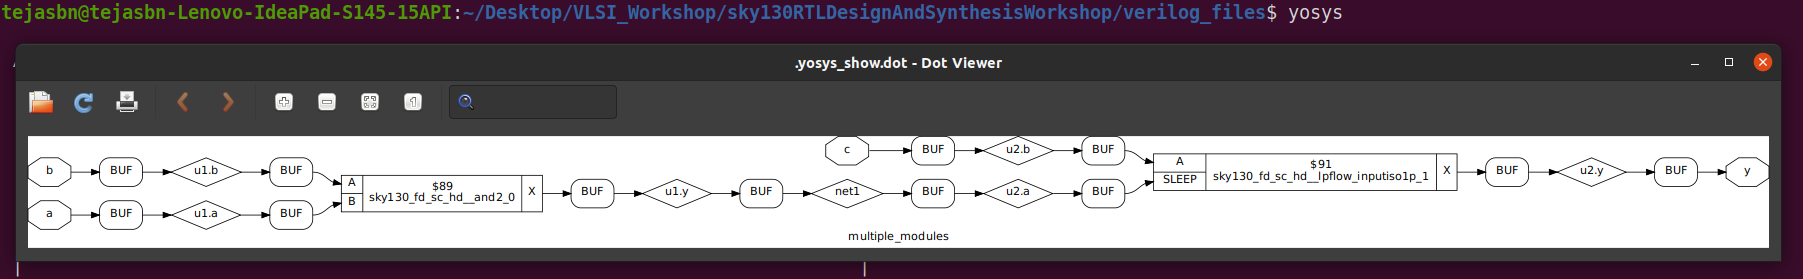 tejasbn@tejasbn-Lenovo-IdeaPad-S145-15API:~/Desktop/VLSI_Workshop/sky130RTLDesignAndSynthesisWorkshop/verilog_files$ yosys
.yosys_show.dot - Dot Viewer
c BUF u2.b BUF
b BUF u1.b BUF
A $91 X
SLEEP sky130_fd_sc_hd__lpflow_inputiso1p_1
BUF u2.y BUF y
A $89 X
B sky130_fd_sc_hd__and2_0
BUF u1.y BUF net1 BUF u2.a BUF
a BUF u1.a BUF
multiple_modules